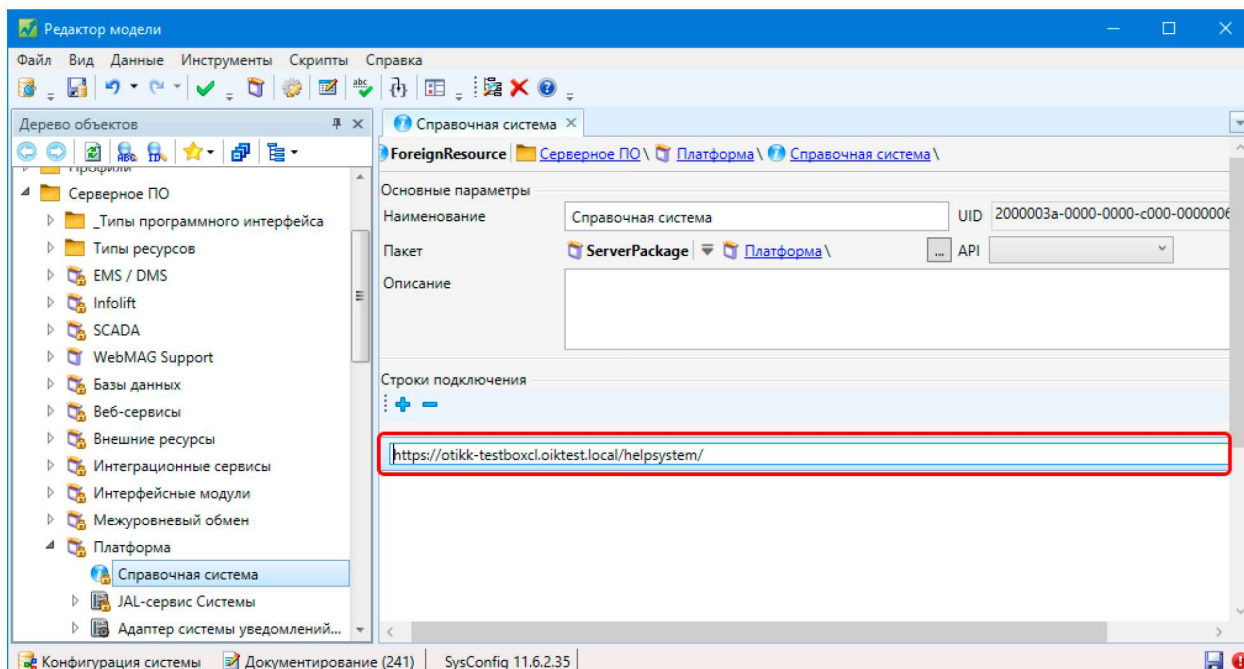 Редактор модели
Файл Вид Данные Инструменты Скрипты Справка
Дерево объектов
Справочная система
ForeignResource Серверное ПО \ Платформа \ Справочная система \
Профили
Серверное ПО
_Типы программного интерфейса
Типы ресурсов
EMS / DMS
Infolift
SCADA
WebMAG Support
Базы данных
Веб-сервисы
Внешние ресурсы
Интеграционные сервисы
Интерфейсные модули
Межуровневый обмен
Платформа
Справочная система
JAL-сервис Системы
Адаптер системы уведомлений...
Основные параметры
Наименование Справочная система UID 2000003a-0000-0000-c000-0000006
Пакет ServerPackage Платформа \ ... API
Описание
Строки подключения
https://otikk-testboxcl.oiktest.local/helpsystem/
Конфигурация системы Документирование (241) SysConfig 11.6.2.35